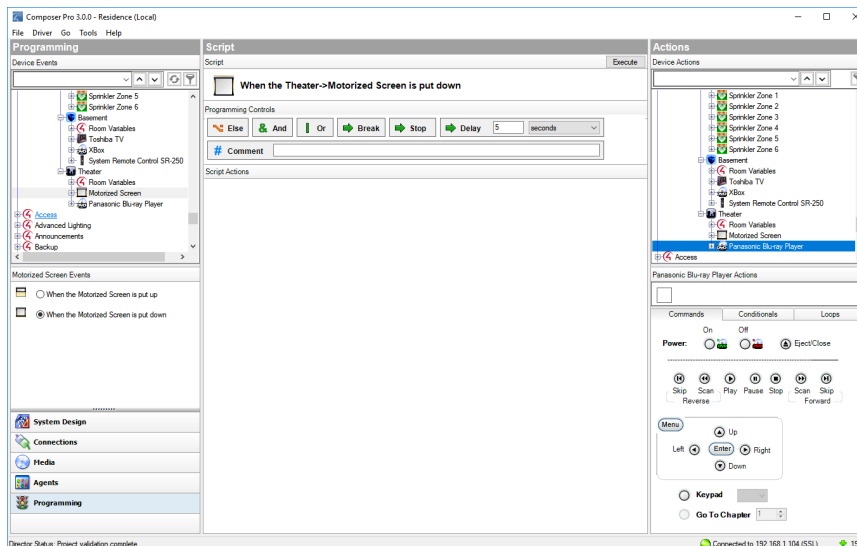 Composer Pro 3.0.0 - Residence (Local)
File Driver Go Tools Help
Programming
Device Events
Sprinkler Zone 5
Sprinkler Zone 6
Basement
Room Variables
Toshiba TV
XBox
System Remote Control SR-250
Theater
Room Variables
Motorized Screen
Panasonic Blu-ray Player
Access
Advanced Lighting
Announcements
Backup
Motorized Screen Events
When the Motorized Screen is put up
When the Motorized Screen is put down
System Design
Connections
Media
Agents
Programming
Director Status: Project validation complete
Script
Script Execute
When the Theater->Motorized Screen is put down
Programming Controls
Else And Or Break Stop Delay 5 seconds
# Comment
Script Actions
Actions
Device Actions
Sprinkler Zone 1
Sprinkler Zone 2
Sprinkler Zone 3
Sprinkler Zone 4
Sprinkler Zone 5
Sprinkler Zone 6
Basement
Room Variables
Toshiba TV
XBox
System Remote Control SR-250
Theater
Room Variables
Motorized Screen
Panasonic Blu-ray Player
Access
Panasonic Blu-ray Player Actions
Commands Conditionals Loops
On Off
Power: Eject/Close
Skip Scan Play Pause Stop Scan Skip
Reverse Forward
Menu
Up
Left Enter Right
Down
Keypad
Go To Chapter 1
Connected to 192.168.1.104 (SSL)